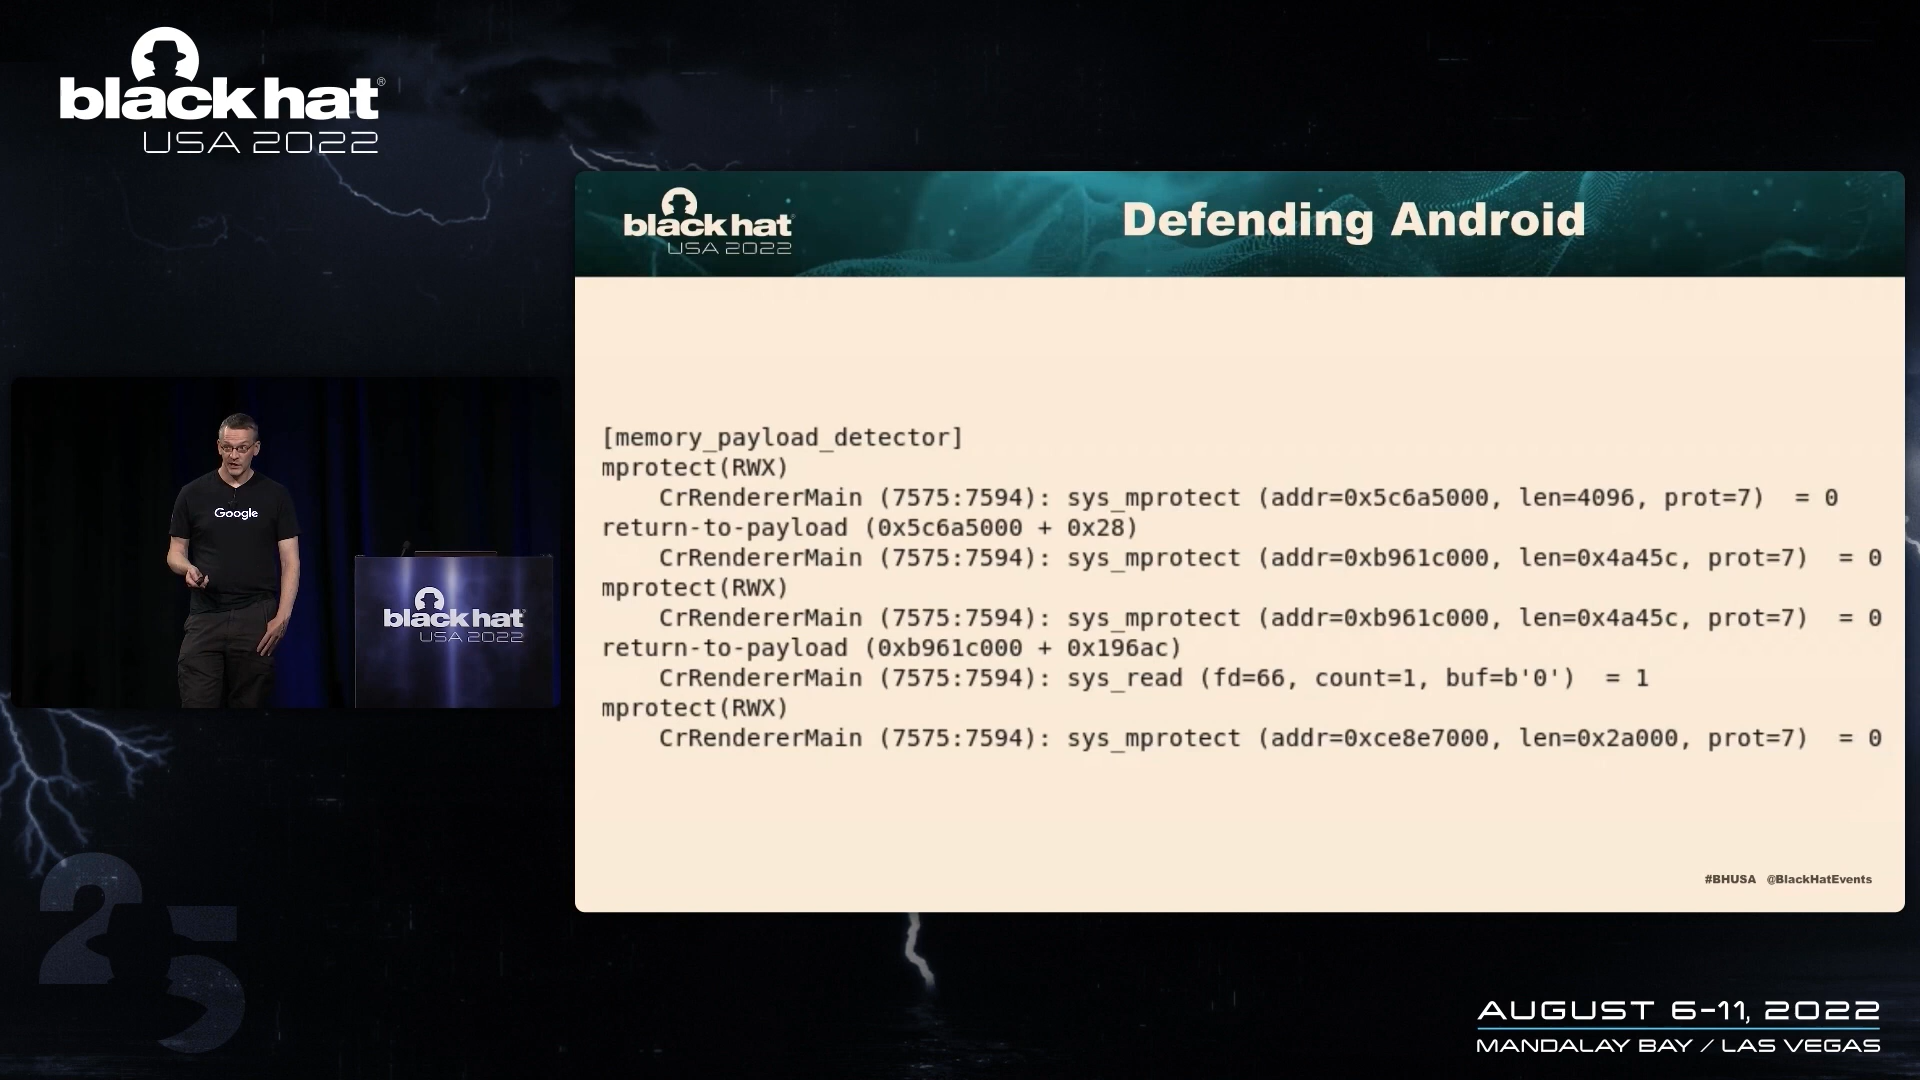 black hat®
USA 2022
black hat
USA 2022
Defending Android
[memory_payload_detector]
mprotect(RWX)
CrRendererMain (7575:7594): sys_mprotect (addr=0x5c6a5000, len=4096, prot=7) = 0
return-to-payload (0x5c6a5000 + 0x28)
CrRendererMain (7575:7594): sys_mprotect (addr=0xb961c000, len=0x4a45c, prot=7) = 0
mprotect(RWX)
CrRendererMain (7575:7594): sys_mprotect (addr=0xb961c000, len=0x4a45c, prot=7) = 0
return-to-payload (0xb961c000 + 0x196ac)
CrRendererMain (7575:7594): sys_read (fd=66, count=1, buf=b'0') = 1
mprotect(RWX)
CrRendererMain (7575:7594): sys_mprotect (addr=0xce8e7000, len=0x2a000, prot=7) = 0
#BHUSA @BlackHatEvents
Google
black hat
USA 2022
25
AUGUST 6-11, 2022
MANDALAY BAY / LAS VEGAS